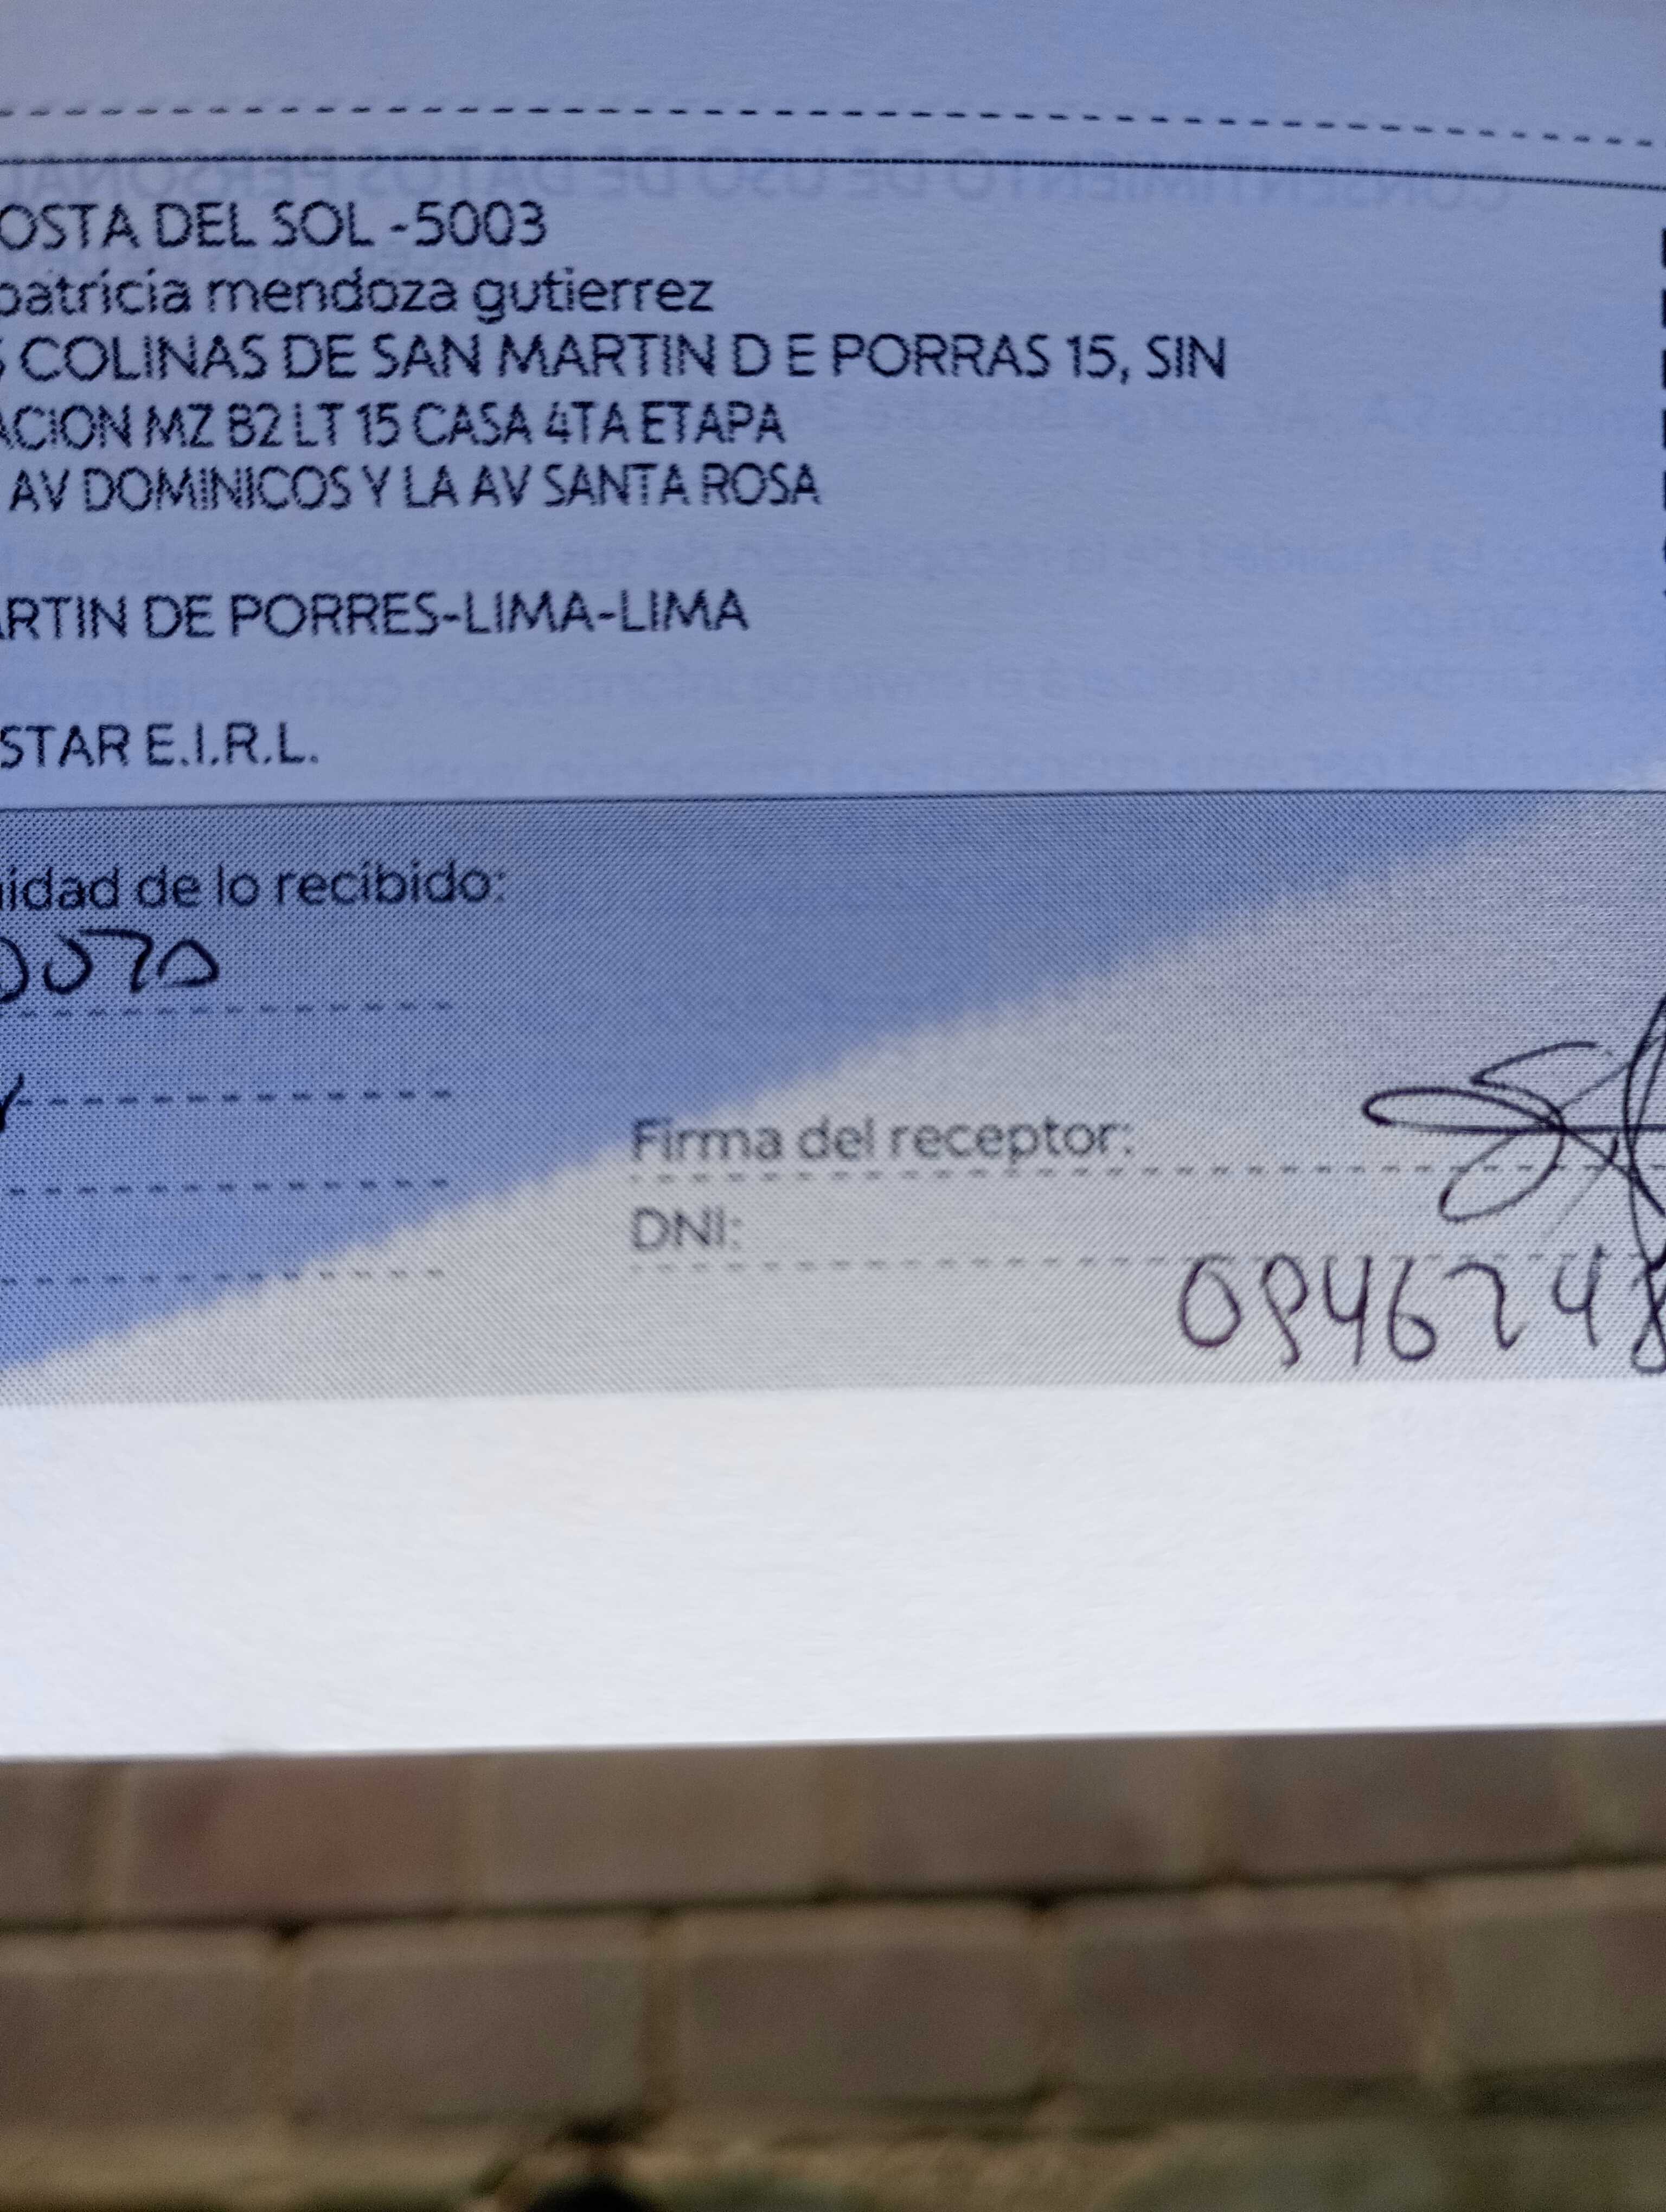 OSTA DEL SOL -5003
patricia mendoza gutierrez
S COLINAS DE SAN MARTIN D E PORRAS 15, SIN
ACION MZ B2 LT 15 CASA 4TA ETAPA
AV DOMINICOS Y LA AV SANTA ROSA
ARTIN DE PORRES-LIMA-LIMA
STAR E.I.R.L.
idad de lo recibido:
Firma del receptor:
DNI:
0946248